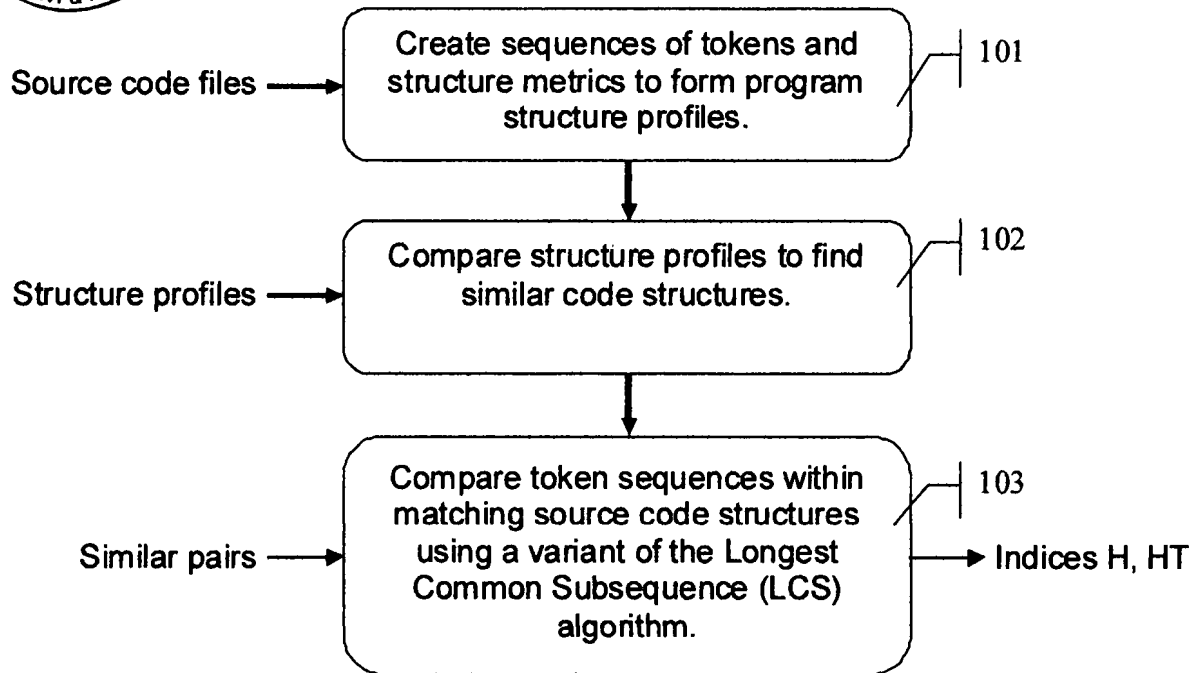 Create sequences of tokens and
structure metrics to form program
structure profiles.
101
Source code files
Compare structure profiles to find
similar code structures.
102
Structure profiles
Compare token sequences within
matching source code structures
using a variant of the Longest
Common Subsequence (LCS)
algorithm.
103
Similar pairs
Indices H, HT